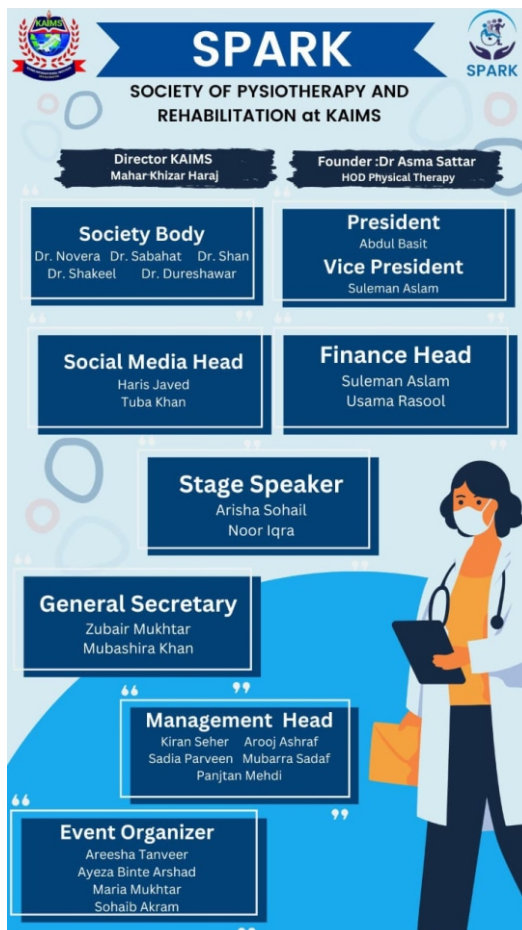 KAIMS
SPARK
SPARK
SOCIETY OF PYSIOTHERAPY AND
REHABILITATION at KAIMS
Director KAIMS
Mahar Khizar Haraj
Founder :Dr Asma Sattar
HOD Physical Therapy
Society Body
Dr. Novera Dr. Sabahat Dr. Shan
Dr. Shakeel Dr. Dureshawar
President
Abdul Basit
Vice President
Suleman Aslam
Social Media Head
Haris Javed
Tuba Khan
Finance Head
Suleman Aslam
Usama Rasool
Stage Speaker
Arisha Sohail
Noor Iqra
General Secretary
Zubair Mukhtar
Mubashira Khan
Management Head
Kiran Seher Arooj Ashraf
Sadia Parveen Mubarra Sadaf
Panjtan Mehdi
Event Organizer
Areesha Tanveer
Ayeza Binte Arshad
Maria Mukhtar
Sohaib Akram